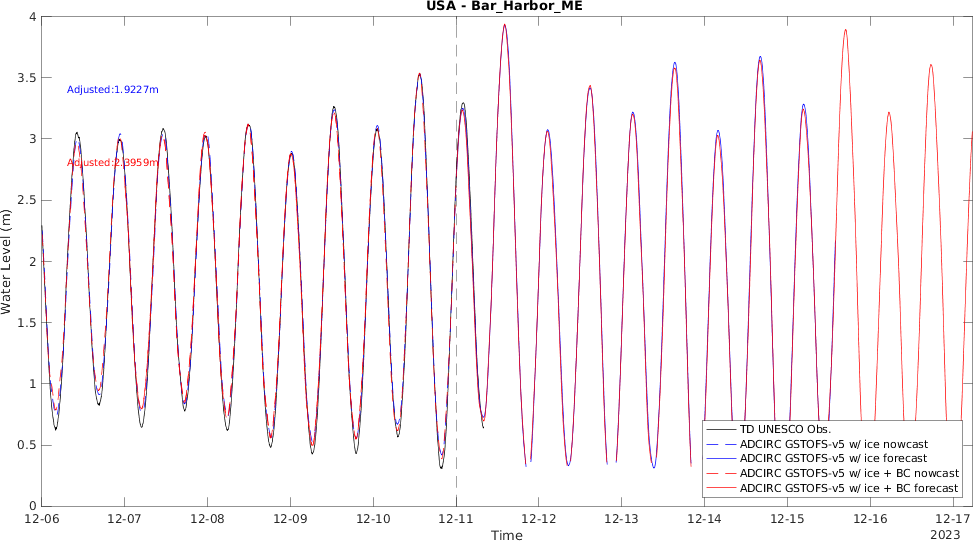 USA - Bar_Harbor_ME
Water Level (m)
4
3.5
3
2.5
2
1.5
1
0.5
0
Adjusted:1.9227m
Adjusted:2.3959m
TD UNESCO Obs.
ADCIRC GSTOFS-v5 w/ ice nowcast
ADCIRC GSTOFS-v5 w/ ice forecast
ADCIRC GSTOFS-v5 w/ ice + BC nowcast
ADCIRC GSTOFS-v5 w/ ice + BC forecast
12-06 12-07 12-08 12-09 12-10 12-11 12-12 12-13 12-14 12-15 12-16 12-17
2023
Time